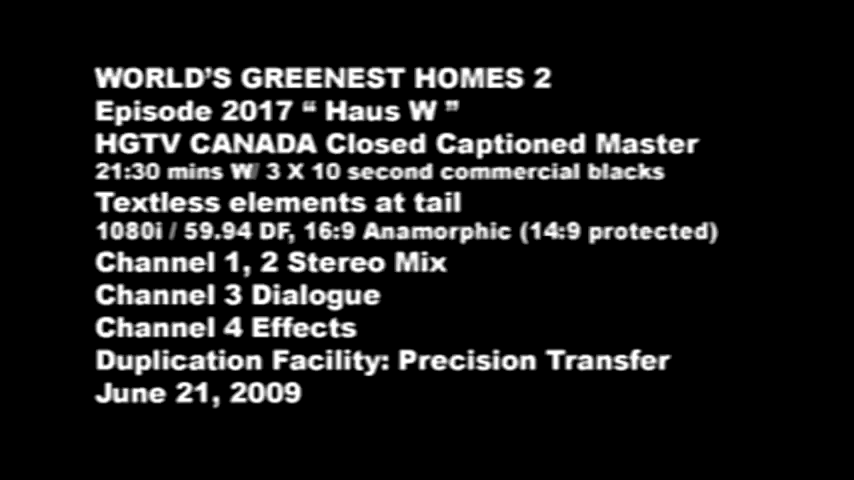 WORLD'S GREENEST HOMES 2
Episode 2017 “ Haus W ”
HGTV CANADA Closed Captioned Master
21:30 mins W/ 3 X 10 second commercial blacks
Textless elements at tail
1080i / 59.94 DF, 16:9 Anamorphic (14:9 protected)
Channel 1, 2 Stereo Mix
Channel 3 Dialogue
Channel 4 Effects
Duplication Facility: Precision Transfer
June 21, 2009